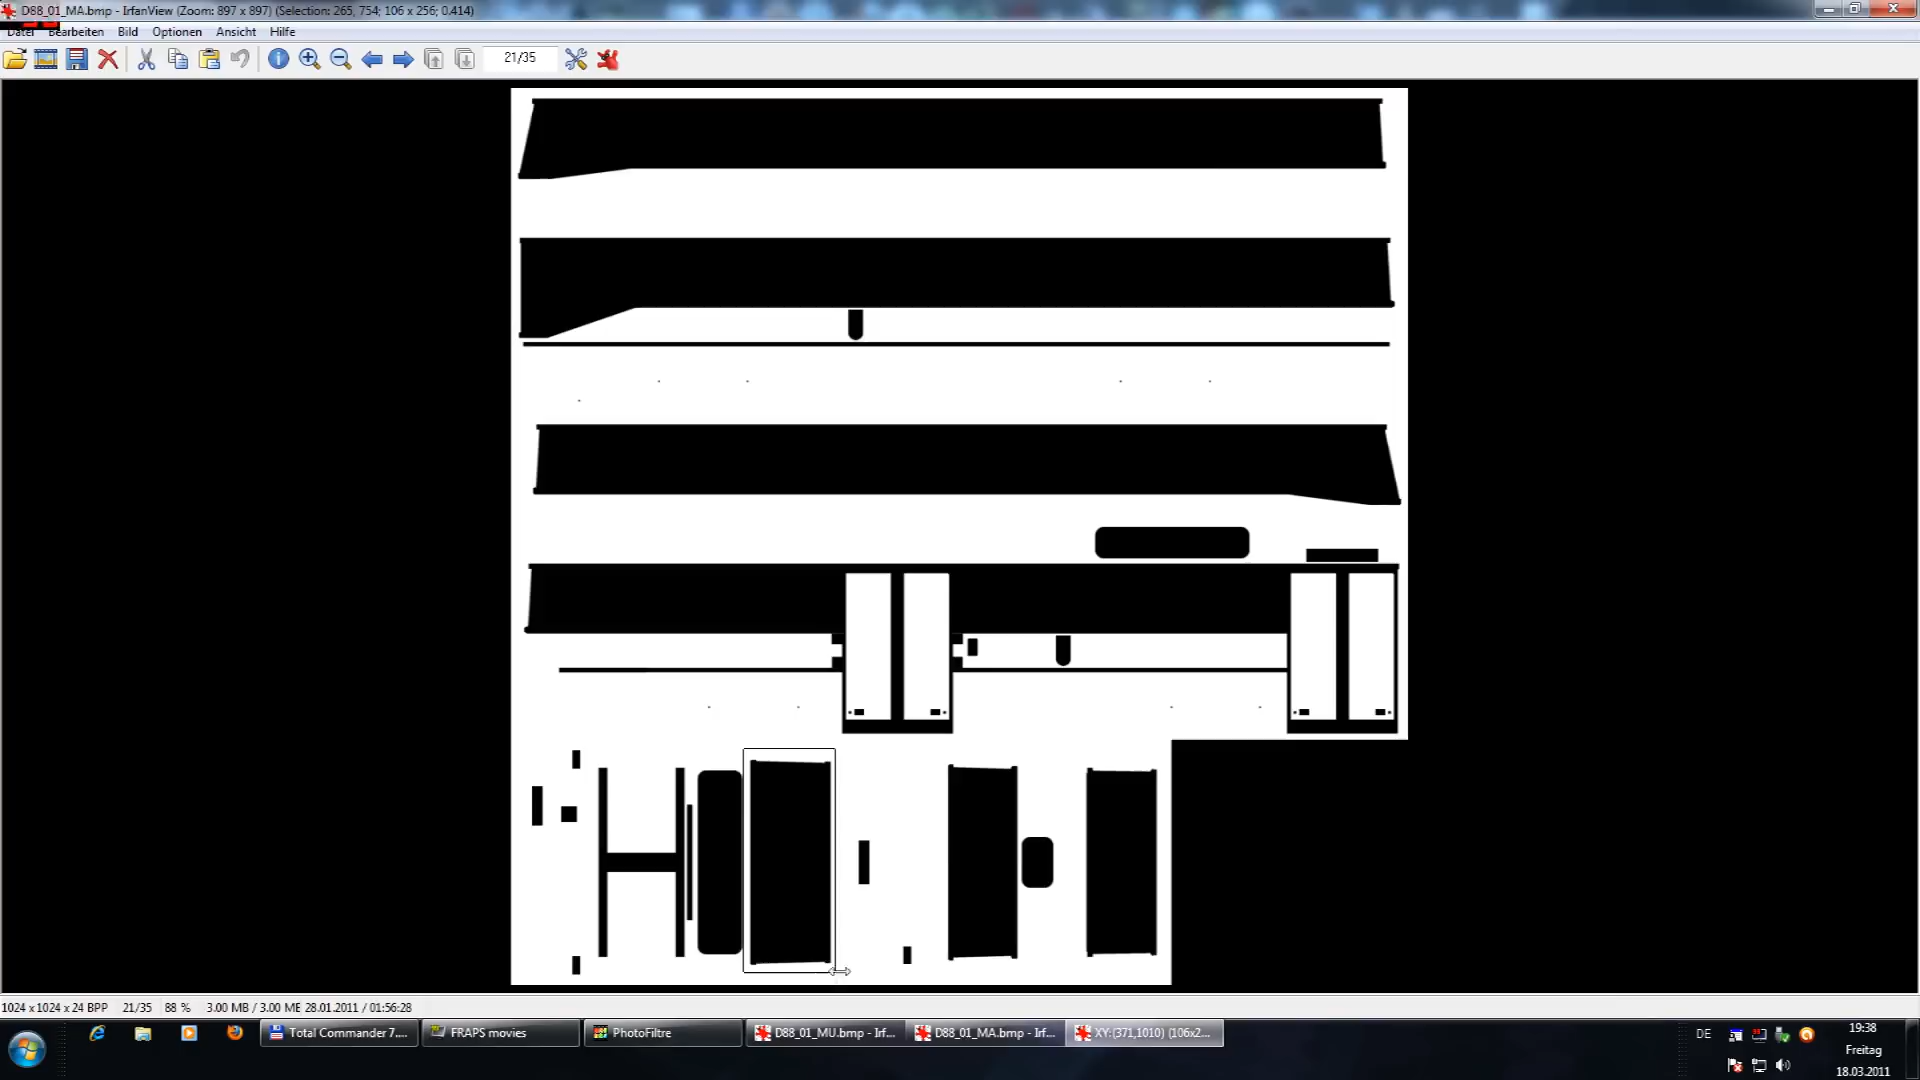 D88_01_MA.bmp - IrfanView (Zoom: 897 x 897) (Selection: 265, 754; 106 x 256; 0.414)
Datei Bearbeiten Bild Optionen Ansicht Hilfe
21/35
1024 x 1024 x 24 BPP 21/35 88 % 3.00 MB / 3.00 ME 28.01.2011 / 01:56:28
Total Commander 7.... FRAPS movies PhotoFiltre D88_01_MU.bmp - Irf... D88_01_MA.bmp - Irf... XY:(371,1010) (106x2...
DE
19:38
Freitag
18.03.2011